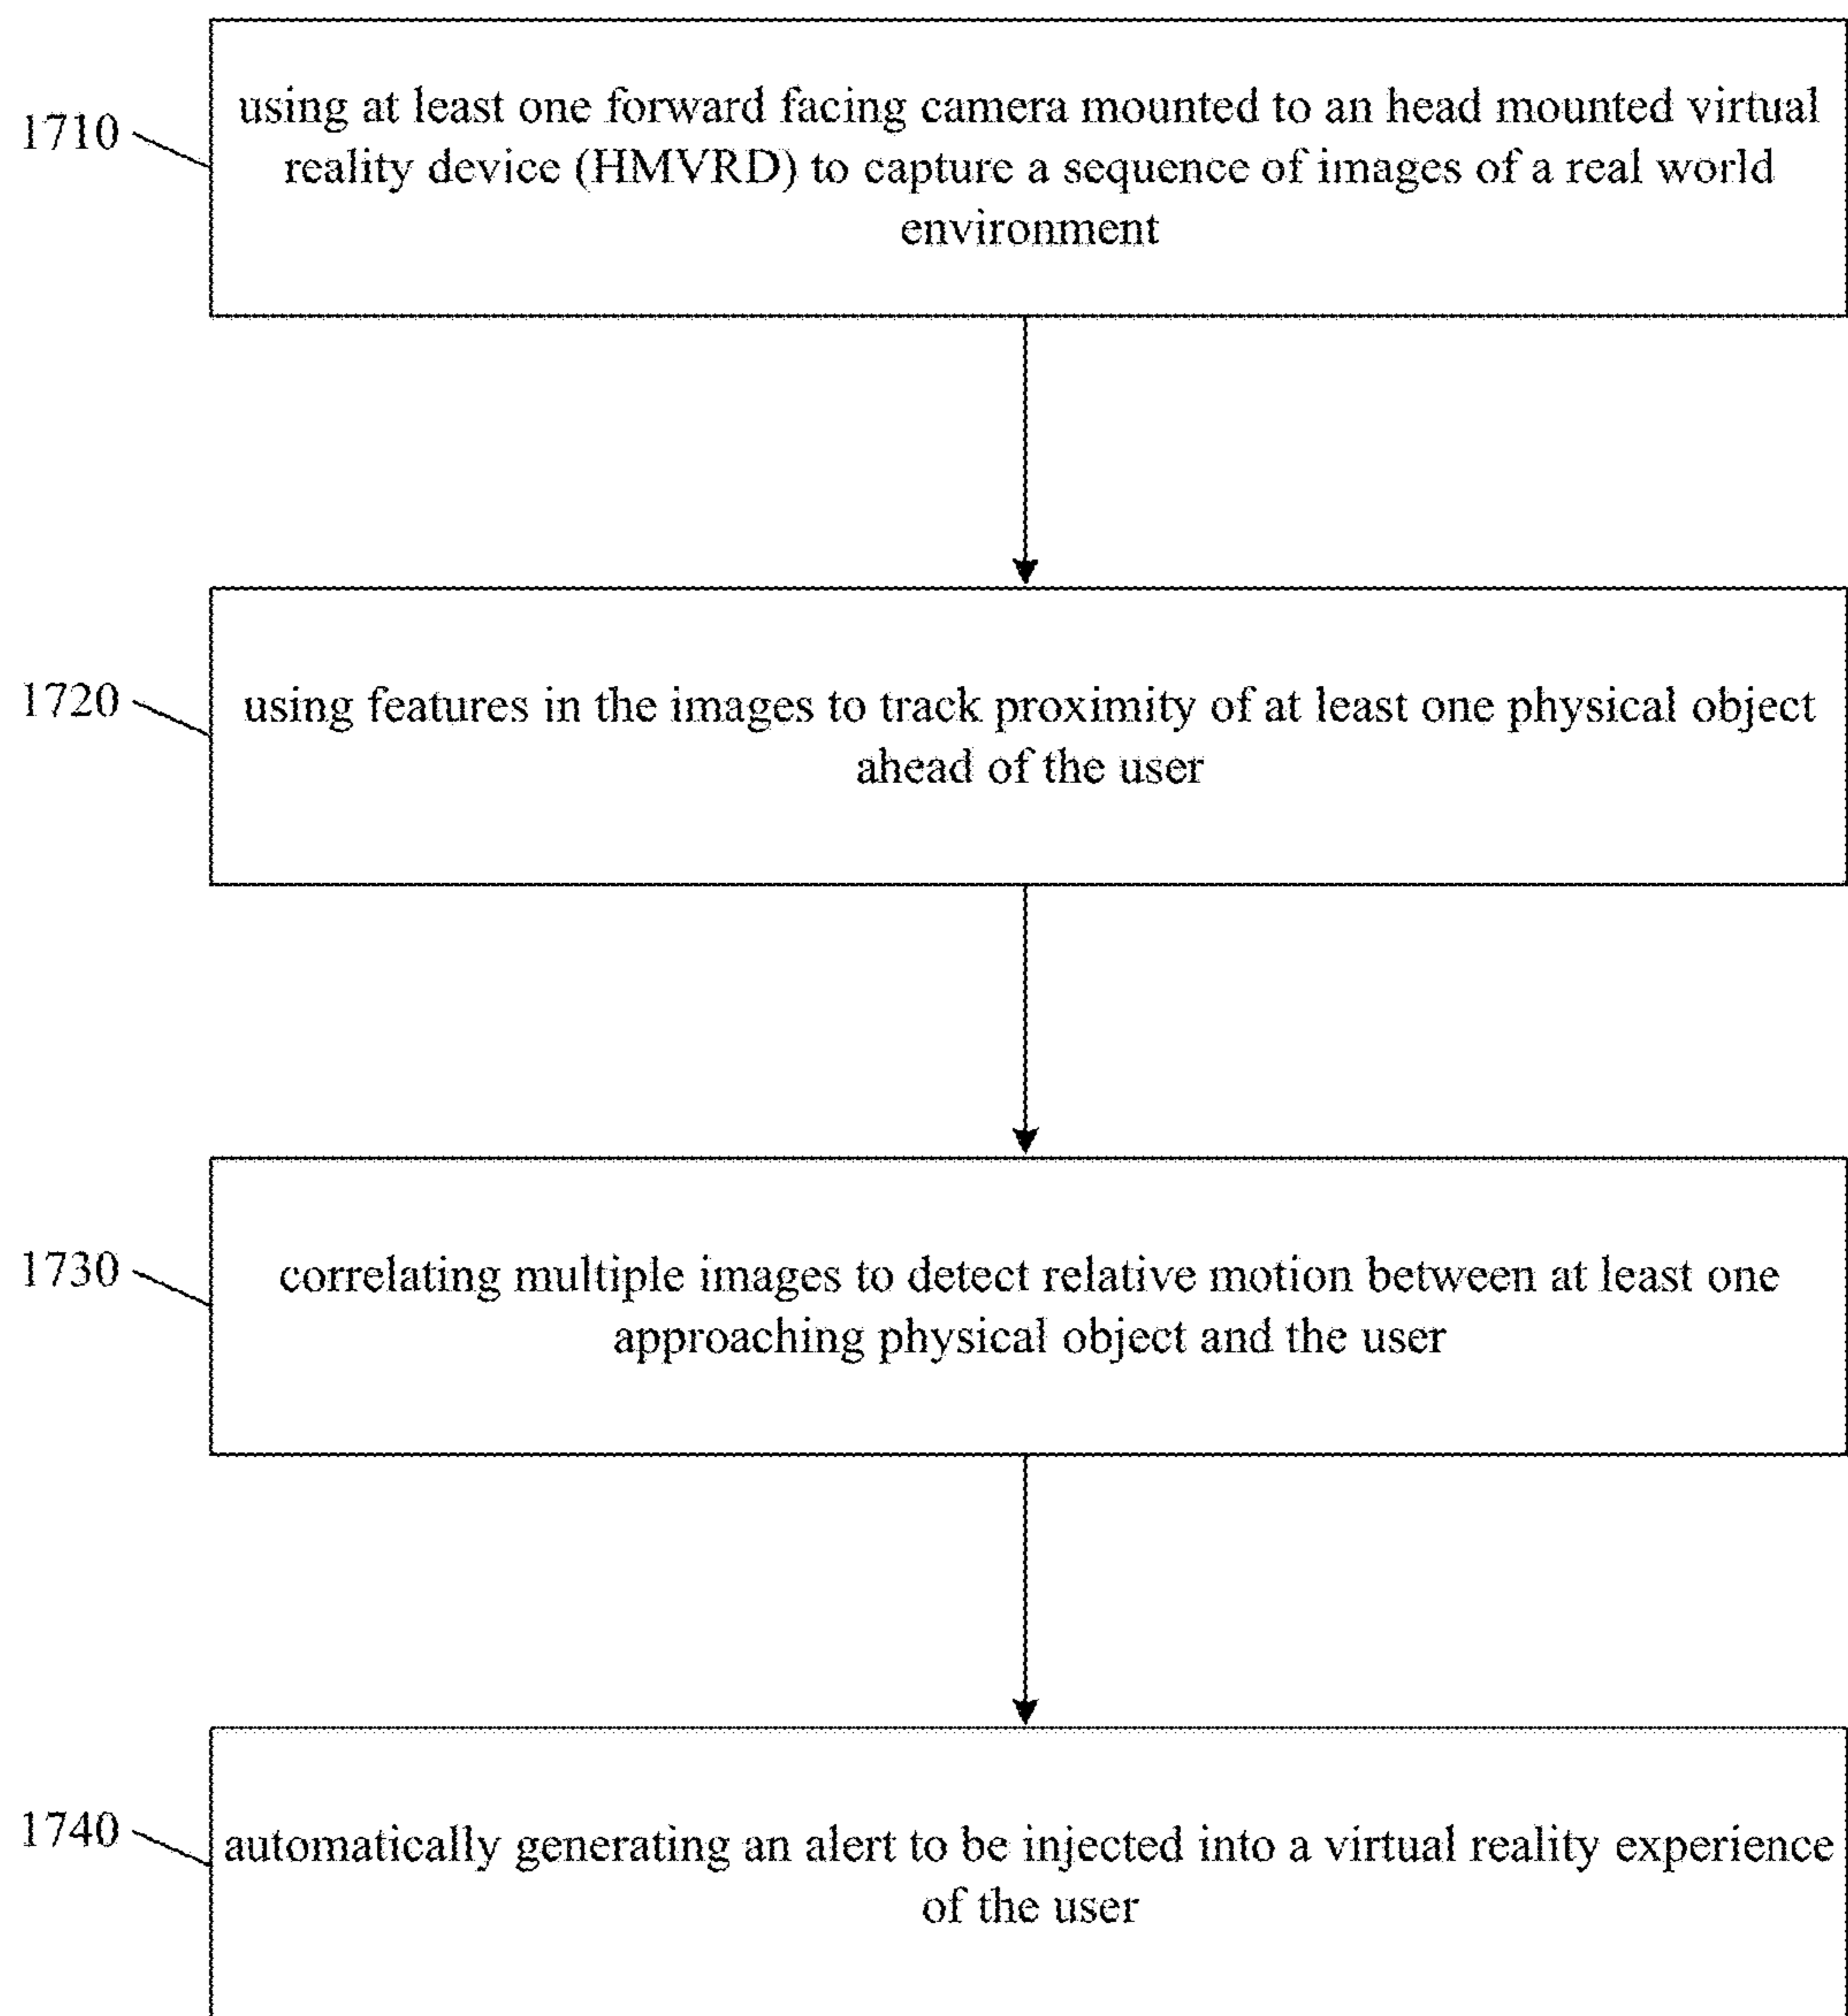 1710
using at least one forward facing camera mounted to an head mounted virtual
reality device (HMVRD) to capture a sequence of images of a real world
environment
1720
using features in the images to track proximity of at least one physical object
ahead of the user
1730
correlating multiple images to detect relative motion between at least one
approaching physical object and the user
1740
automatically generating an alert to be injected into a virtual reality experience
of the user